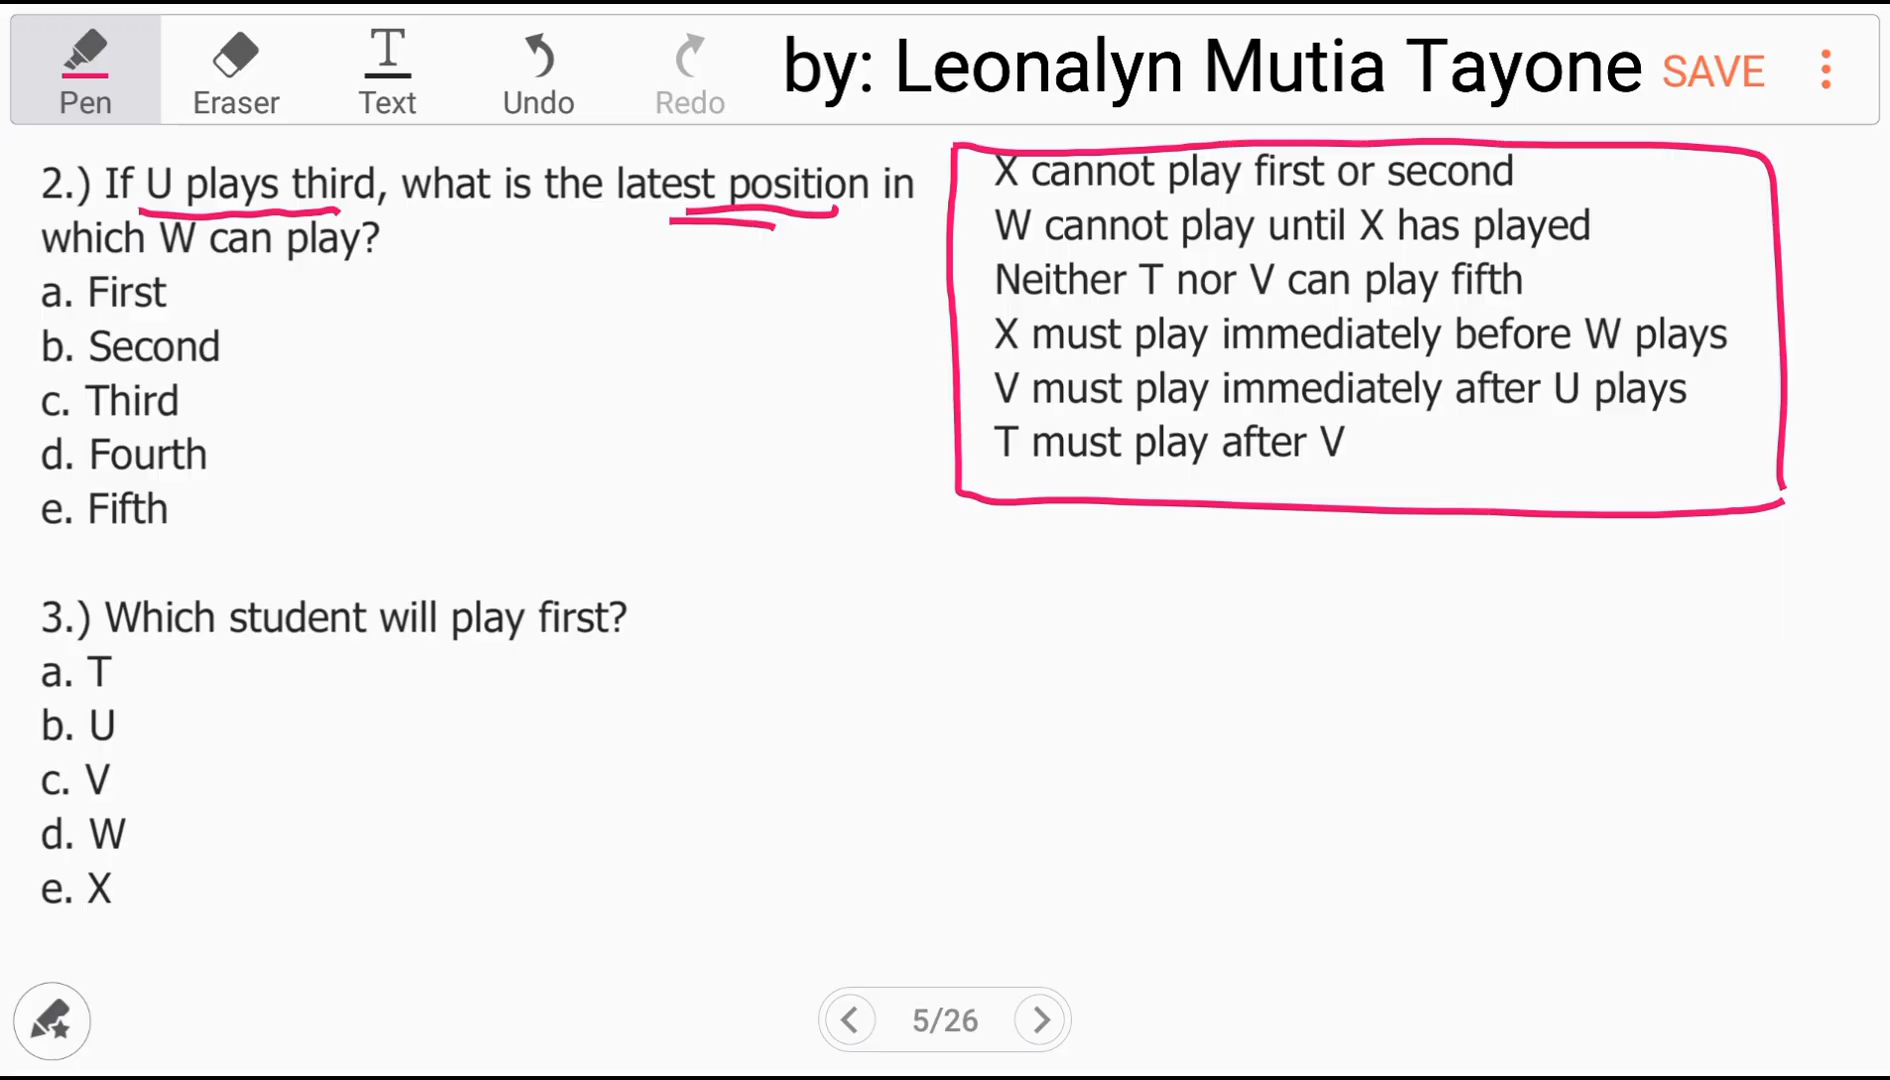 Pen
Eraser
Text
Undo
Redo
by: Leonalyn Mutia Tayone
SAVE
2.) If U plays third, what is the latest position in
which W can play?
a. First
b. Second
c. Third
d. Fourth
e. Fifth
X cannot play first or second
W cannot play until X has played
Neither T nor V can play fifth
X must play immediately before W plays
V must play immediately after U plays
T must play after V
3.) Which student will play first?
a. T
b. U
c. V
d. W
e. X
5/26